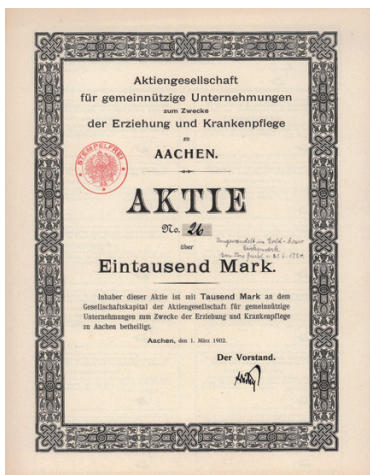 Aktiengesellschaft
für gemeinnützige Unternehmungen
zum Zwecke
der Erziehung und Krankenpflege
zu
AACHEN.
STEMPELFREI
AKTIE
No. 26
über
Eintausend Mark.
Inhaber dieser Aktie ist mit Tausend Mark an dem
Gesellschaftskapital der Aktiengesellschaft für gemeinnützige
Unternehmungen zum Zwecke der Erziehung und Krankenpflege
zu Aachen betheiligt.
Aachen, den 1. März 1902.
Der Vorstand.